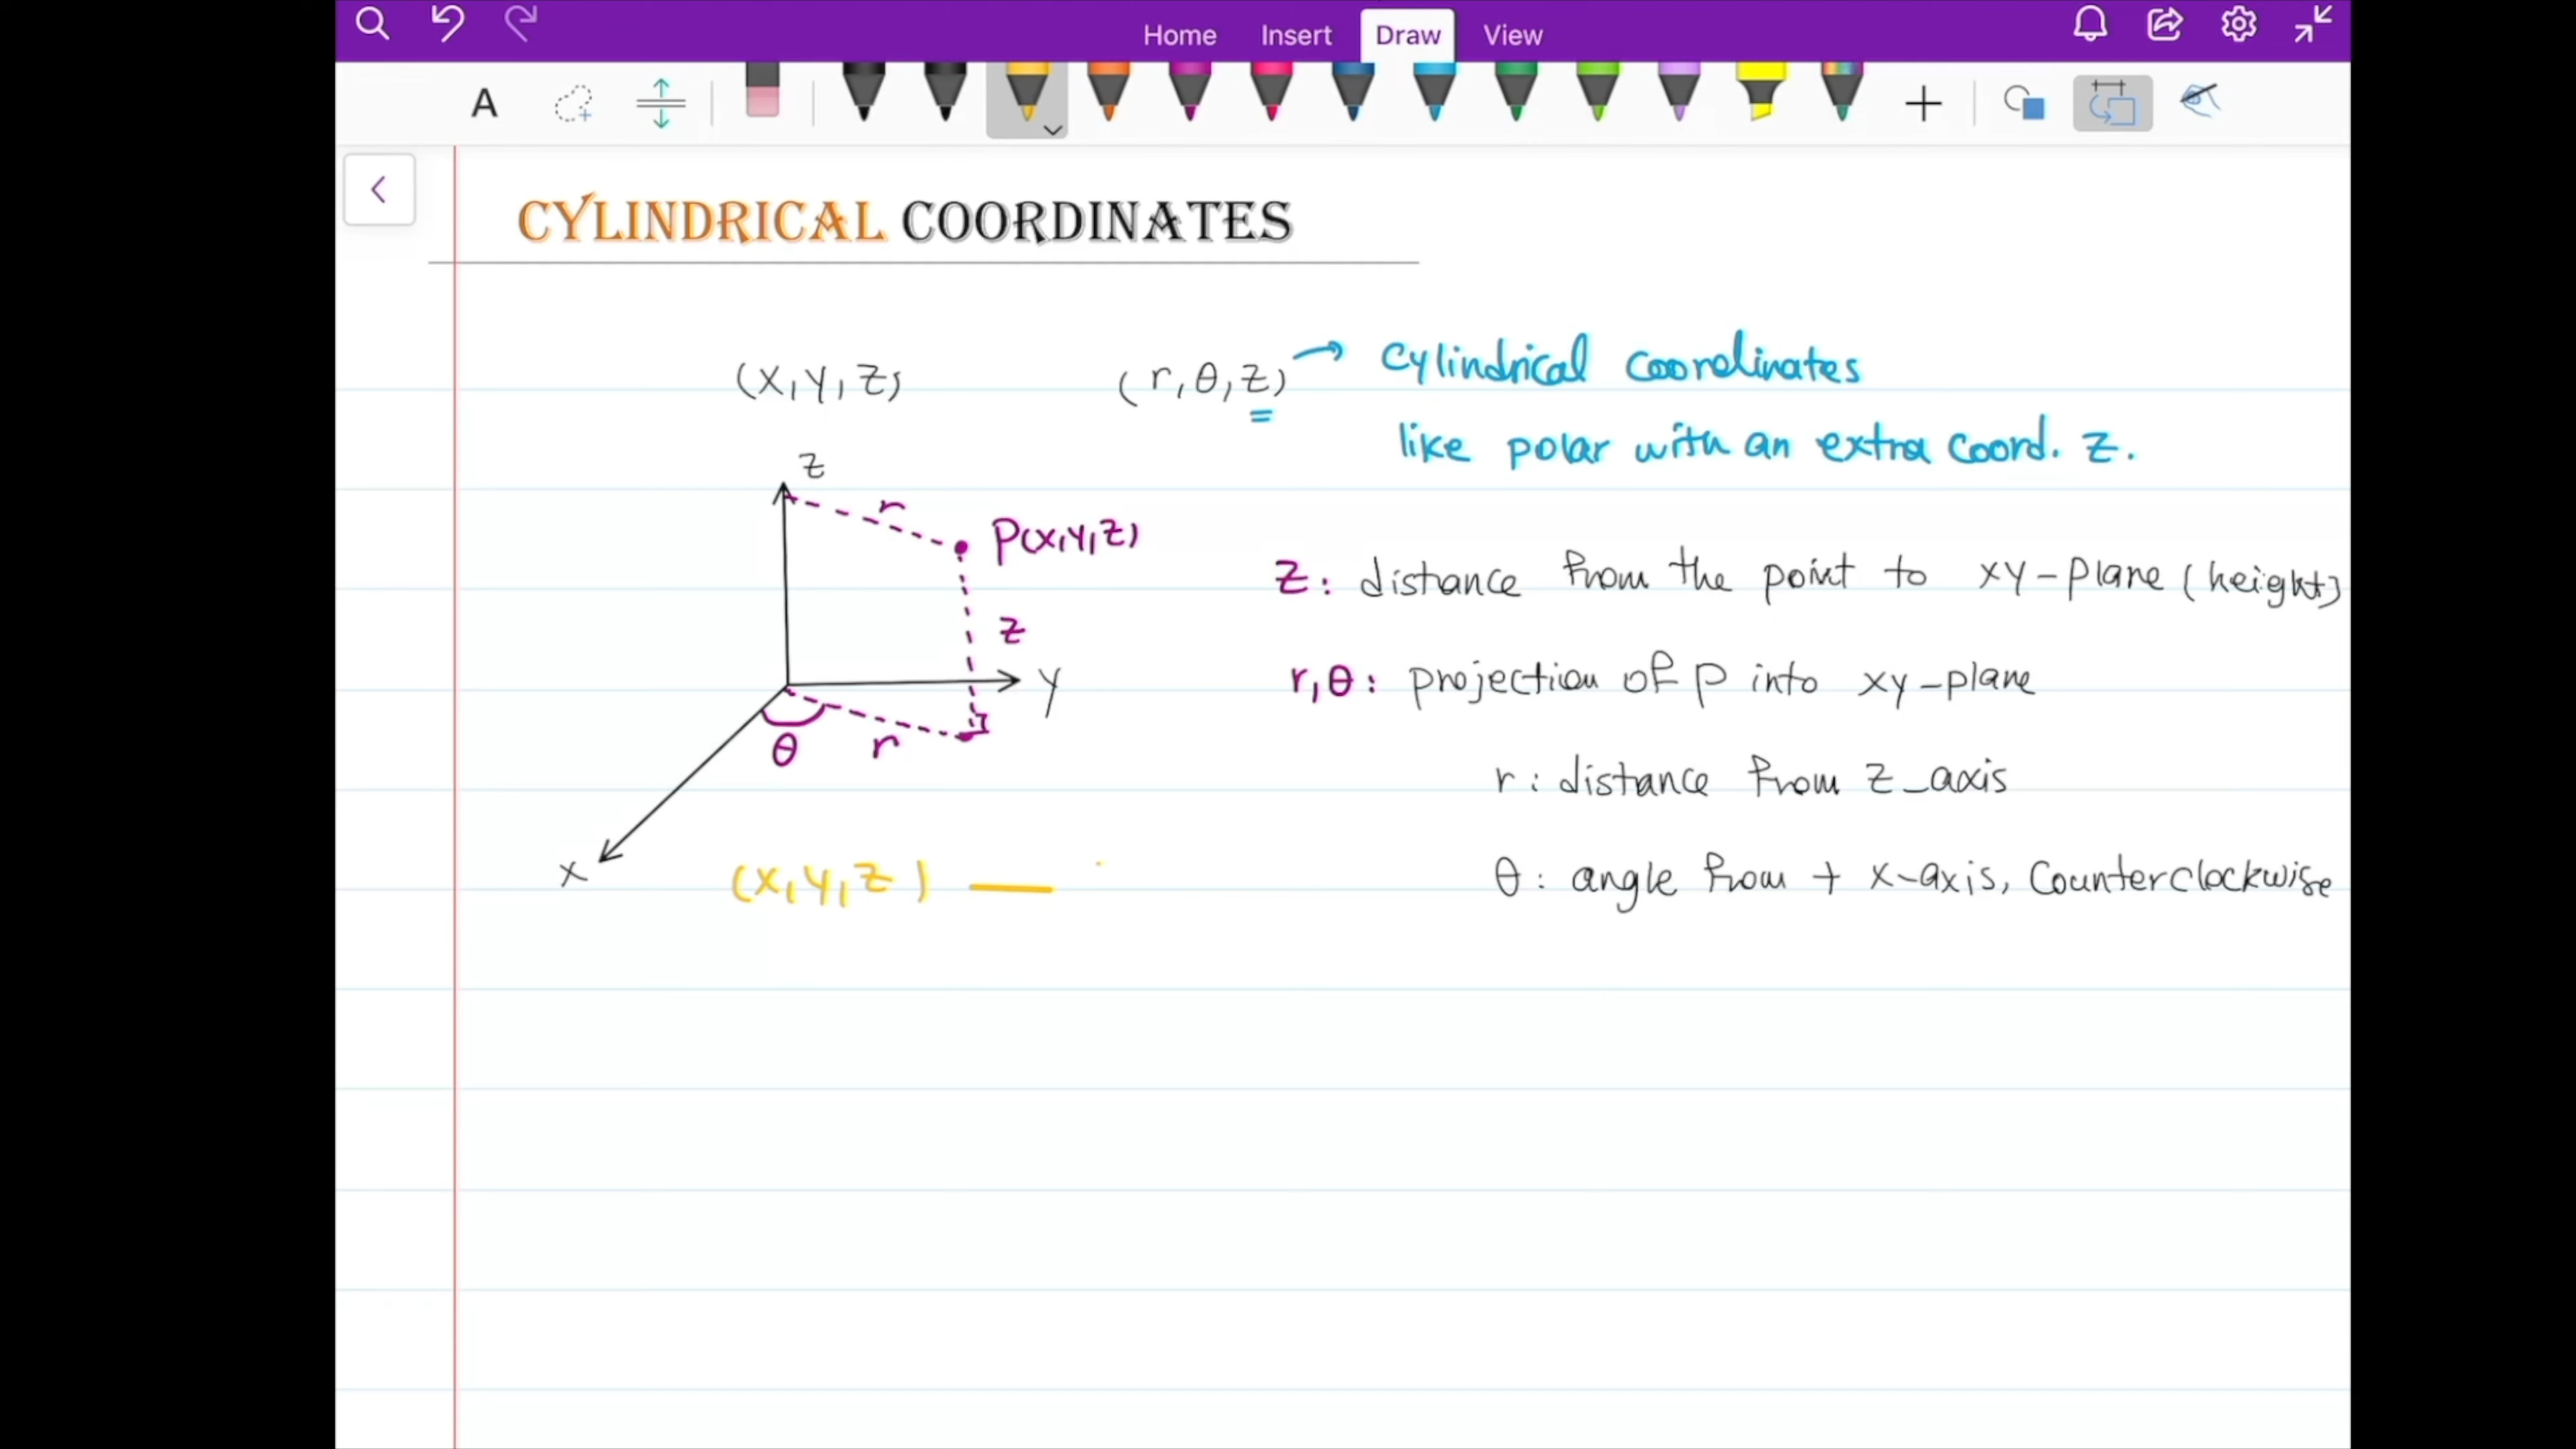 Home Insert Draw View
A
CYLINDRICAL COORDINATES
(x,y,z) (r,θ,z) → Cylindrical coordinates
like polar with an extra coord. z.
z
r
P(x,y,z)
z: distance from the point to xy-plane (height)
z
y
r,θ: projection of P into xy-plane
θ r
r: distance from z_axis
x
(x,y,z)
θ: angle from + x-axis, Counterclockwise